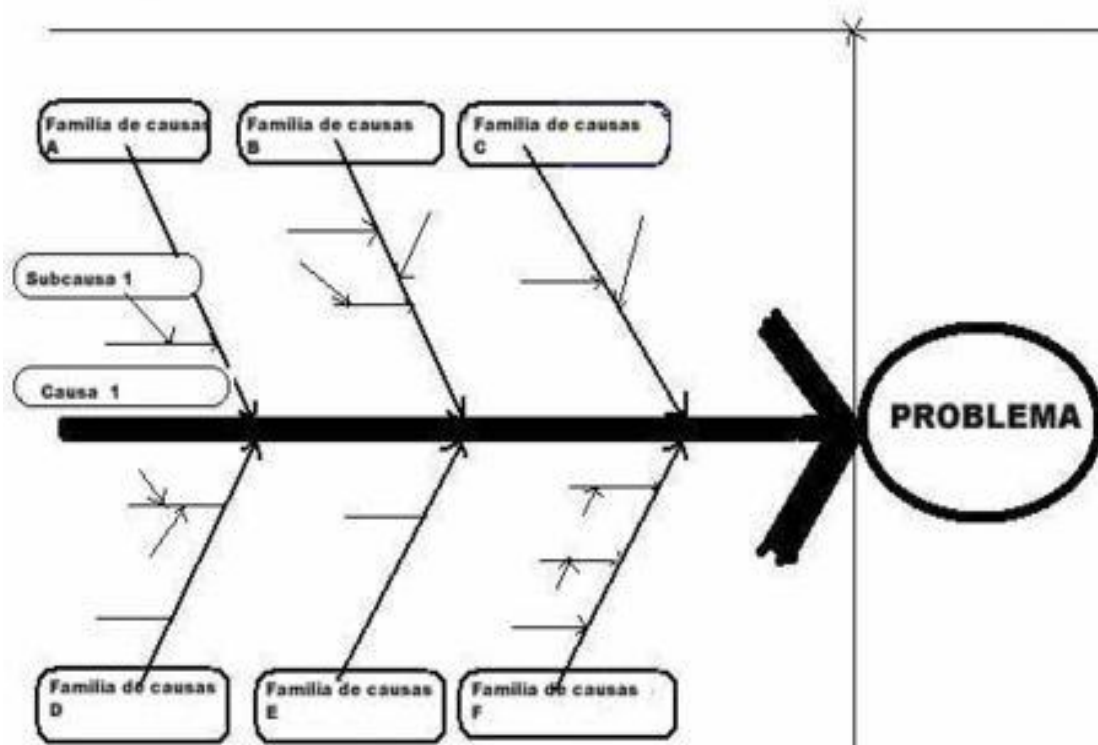 Familia de causas
A
Familia de causas
B
Familia de causas
C
Subcausa 1
Causa 1
PROBLEMA
Familia de causas
D
Familia de causas
E
Familia de causas
F